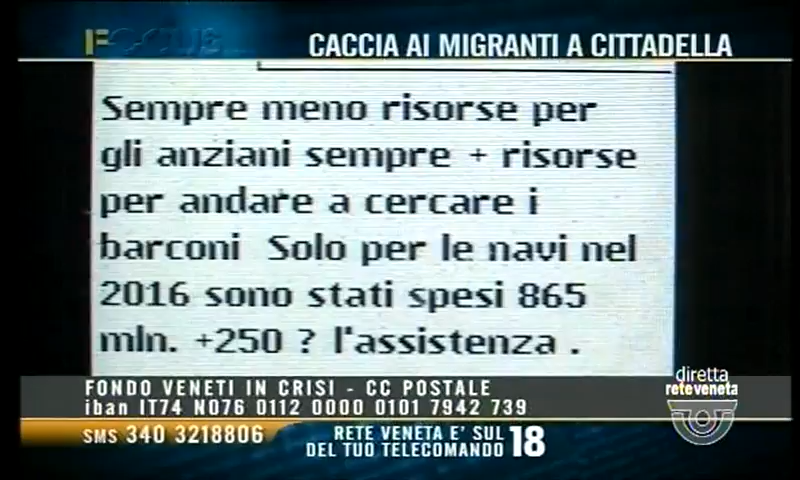 FOCUS
CACCIA AI MIGRANTI A CITTADELLA
Sempre meno risorse per
gli anziani sempre + risorse
per andare a cercare i
barconi Solo per le navi nel
2016 sono stati spesi 865
mln. +250 ? l'assistenza .
diretta
reteveneta
FONDO VENETI IN CRISI - CC POSTALE
iban IT74 N076 0112 0000 0101 7942 739
SMS 340 3218806
RETE VENETA E' SUL 18
DEL TUO TELECOMANDO